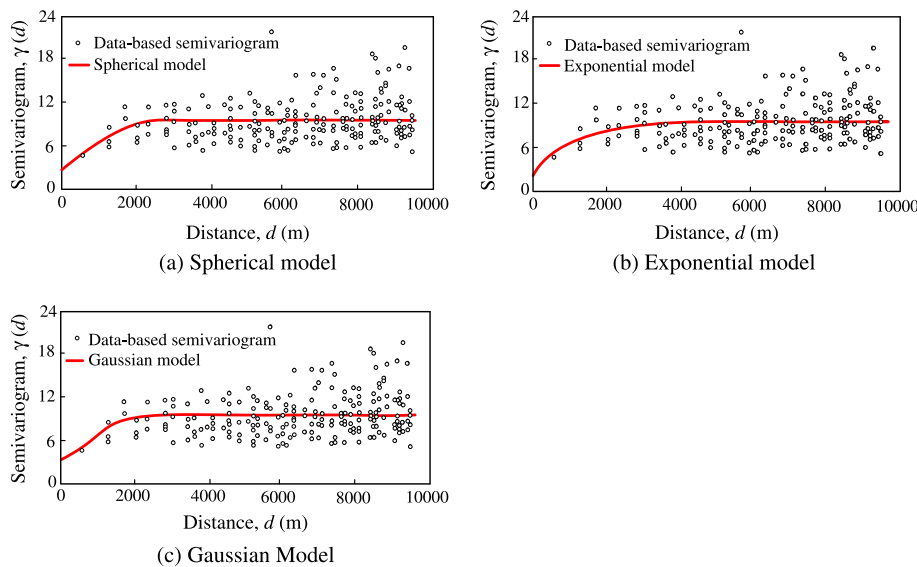 24
Data-based semivariogram
18
Spherical model
12
6
0
Semivariogram, γ (d)
0 2000 4000 6000 8000 10000
Distance, d (m)
(a) Spherical model
24
Data-based semivariogram
18
Exponential model
12
6
0
Semivariogram, γ (d)
0 2000 4000 6000 8000 10000
Distance, d (m)
(b) Exponential model
24
Data-based semivariogram
18
Gaussian model
12
6
0
Semivariogram, γ (d)
0 2000 4000 6000 8000 10000
Distance, d (m)
(c) Gaussian Model